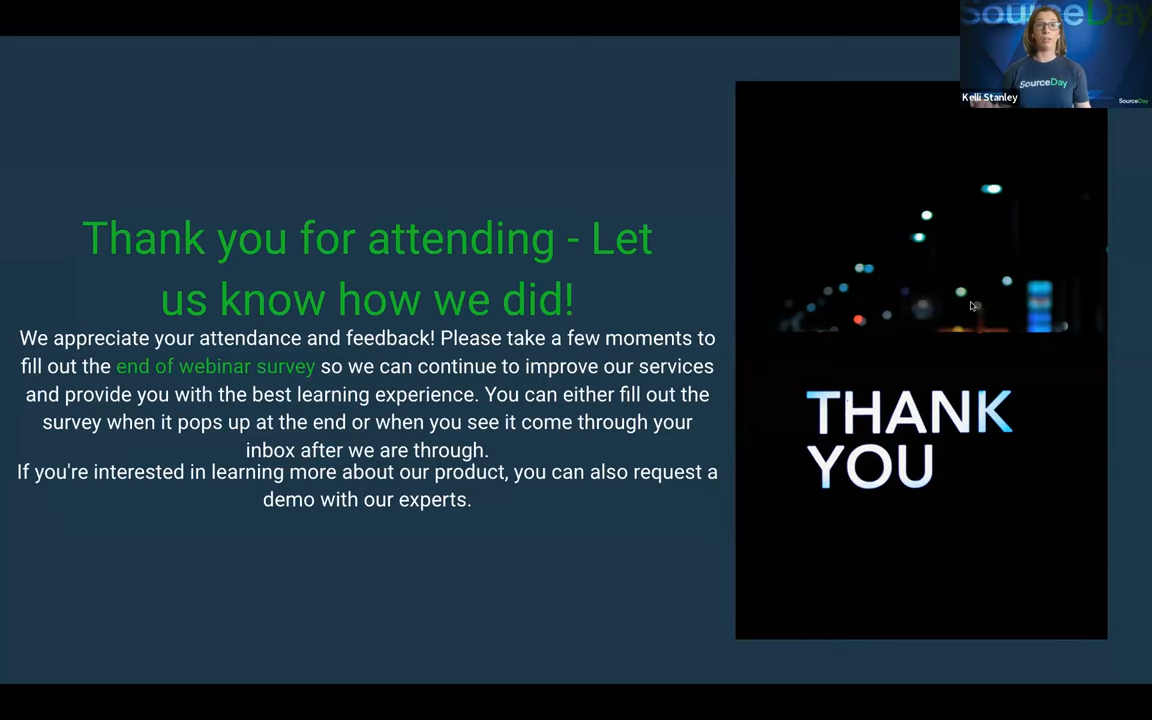 SourceDay
SourceDay
Kelli Stanley
SourceDay
Thank you for attending - Let
us know how we did!
We appreciate your attendance and feedback! Please take a few moments to
fill out the end of webinar survey so we can continue to improve our services
and provide you with the best learning experience. You can either fill out the
survey when it pops up at the end or when you see it come through your
inbox after we are through.
If you're interested in learning more about our product, you can also request a
demo with our experts.
THANK
YOU